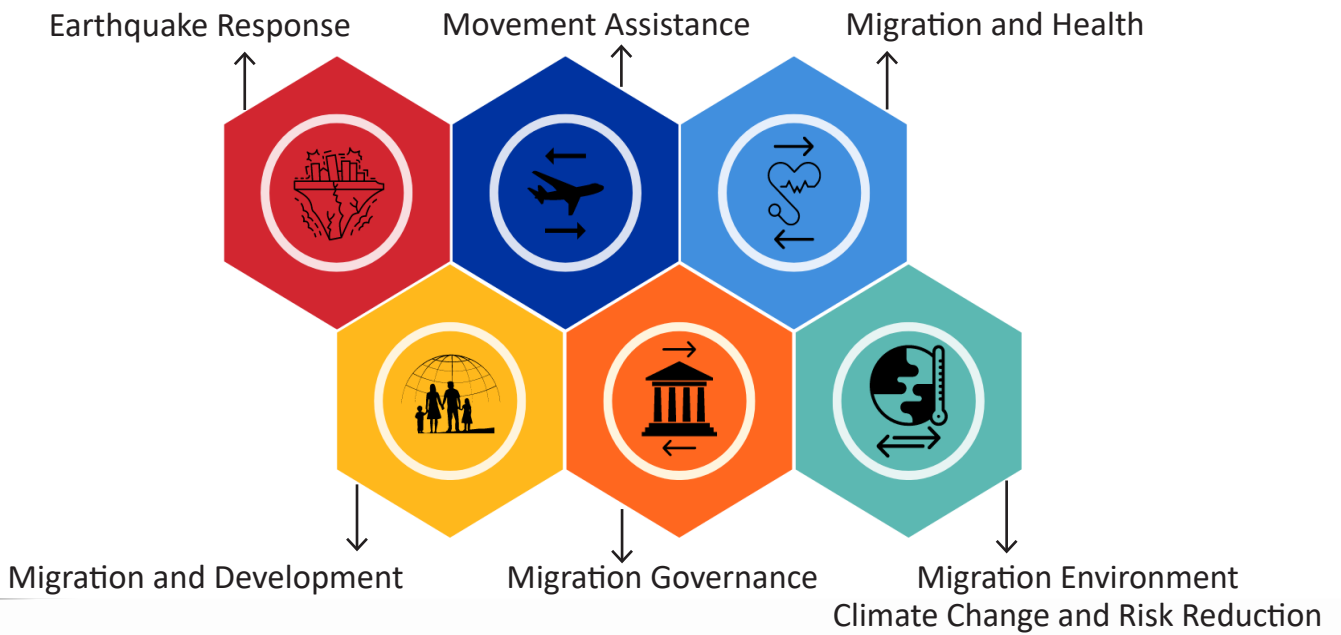 Earthquake Response
Movement Assistance
Migration and Health
Migration and Development
Migration Governance
Migration Environment
Climate Change and Risk Reduction